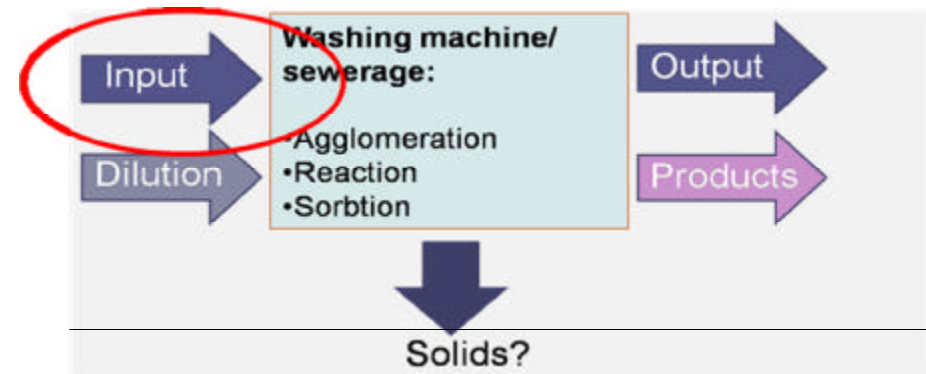 Input
Dilution
Washing machine/
sewerage:
•Agglomeration
•Reaction
•Sorbtion
Output
Products
Solids?